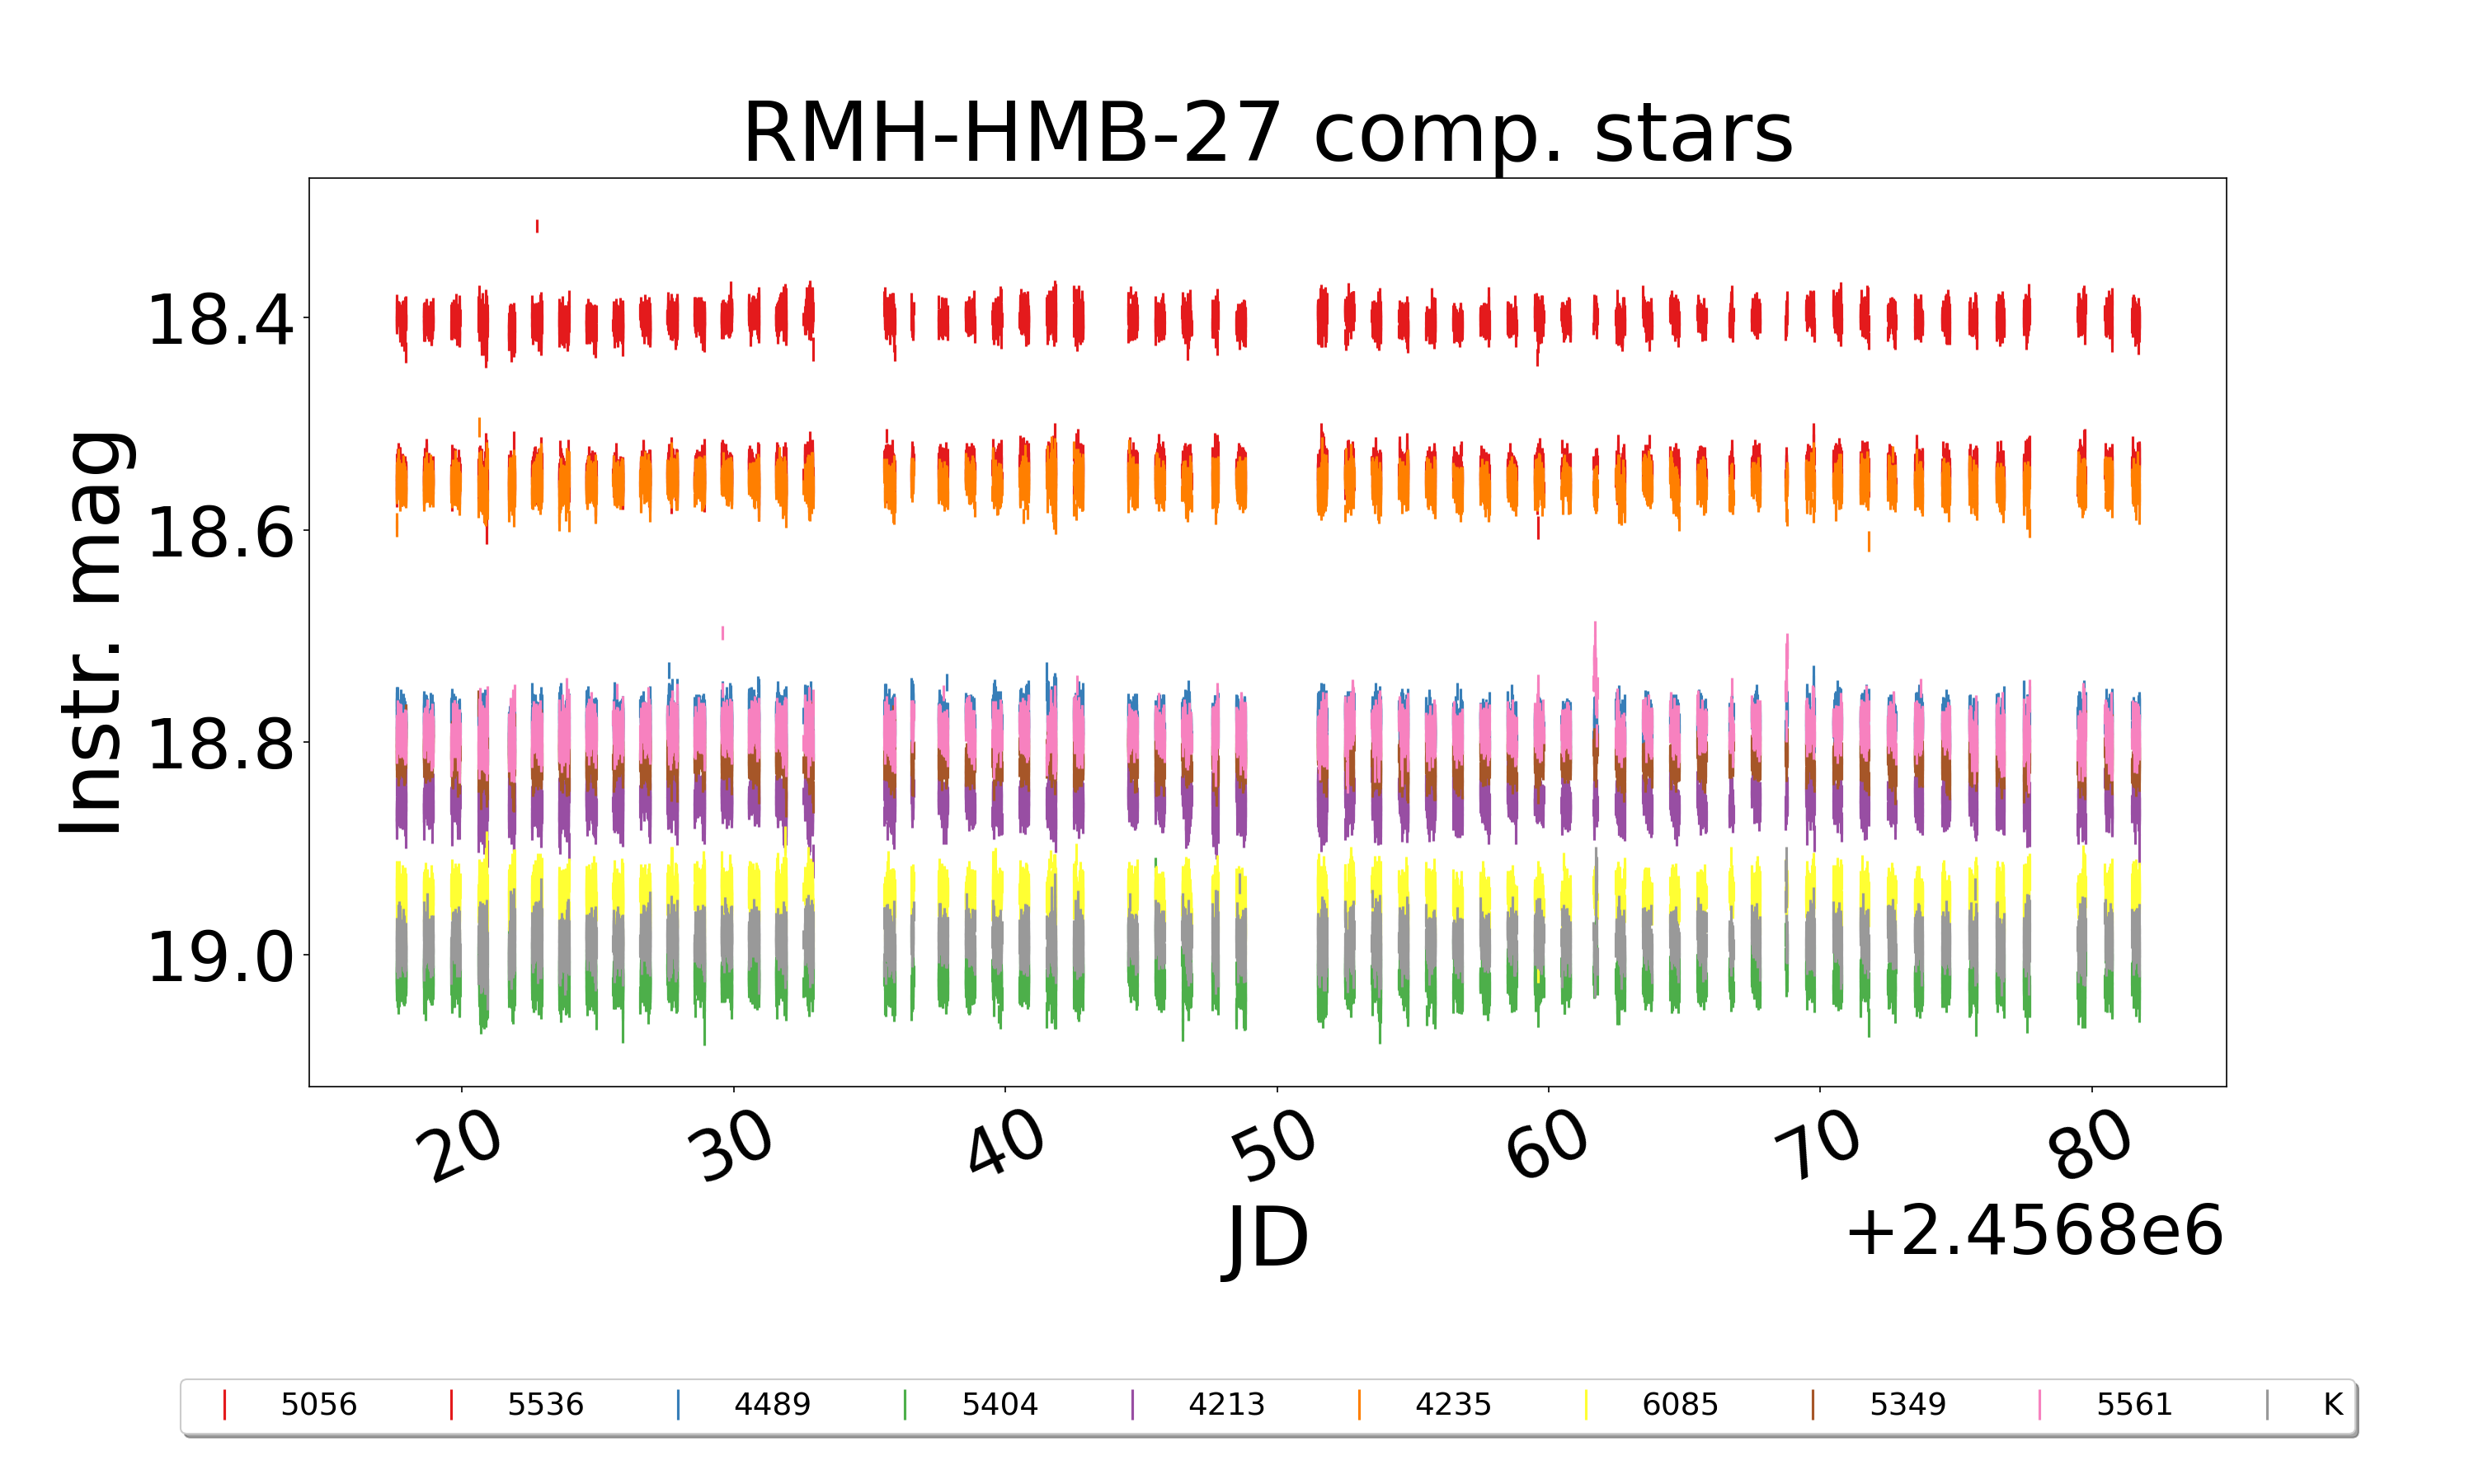 RMH-HMB-27 comp. stars
Instr. mag
18.4
18.6
18.8
19.0
20 30 40 50 60 70 80
JD
+2.4568e6
5056 5536 4489 5404 4213 4235 6085 5349 5561 K